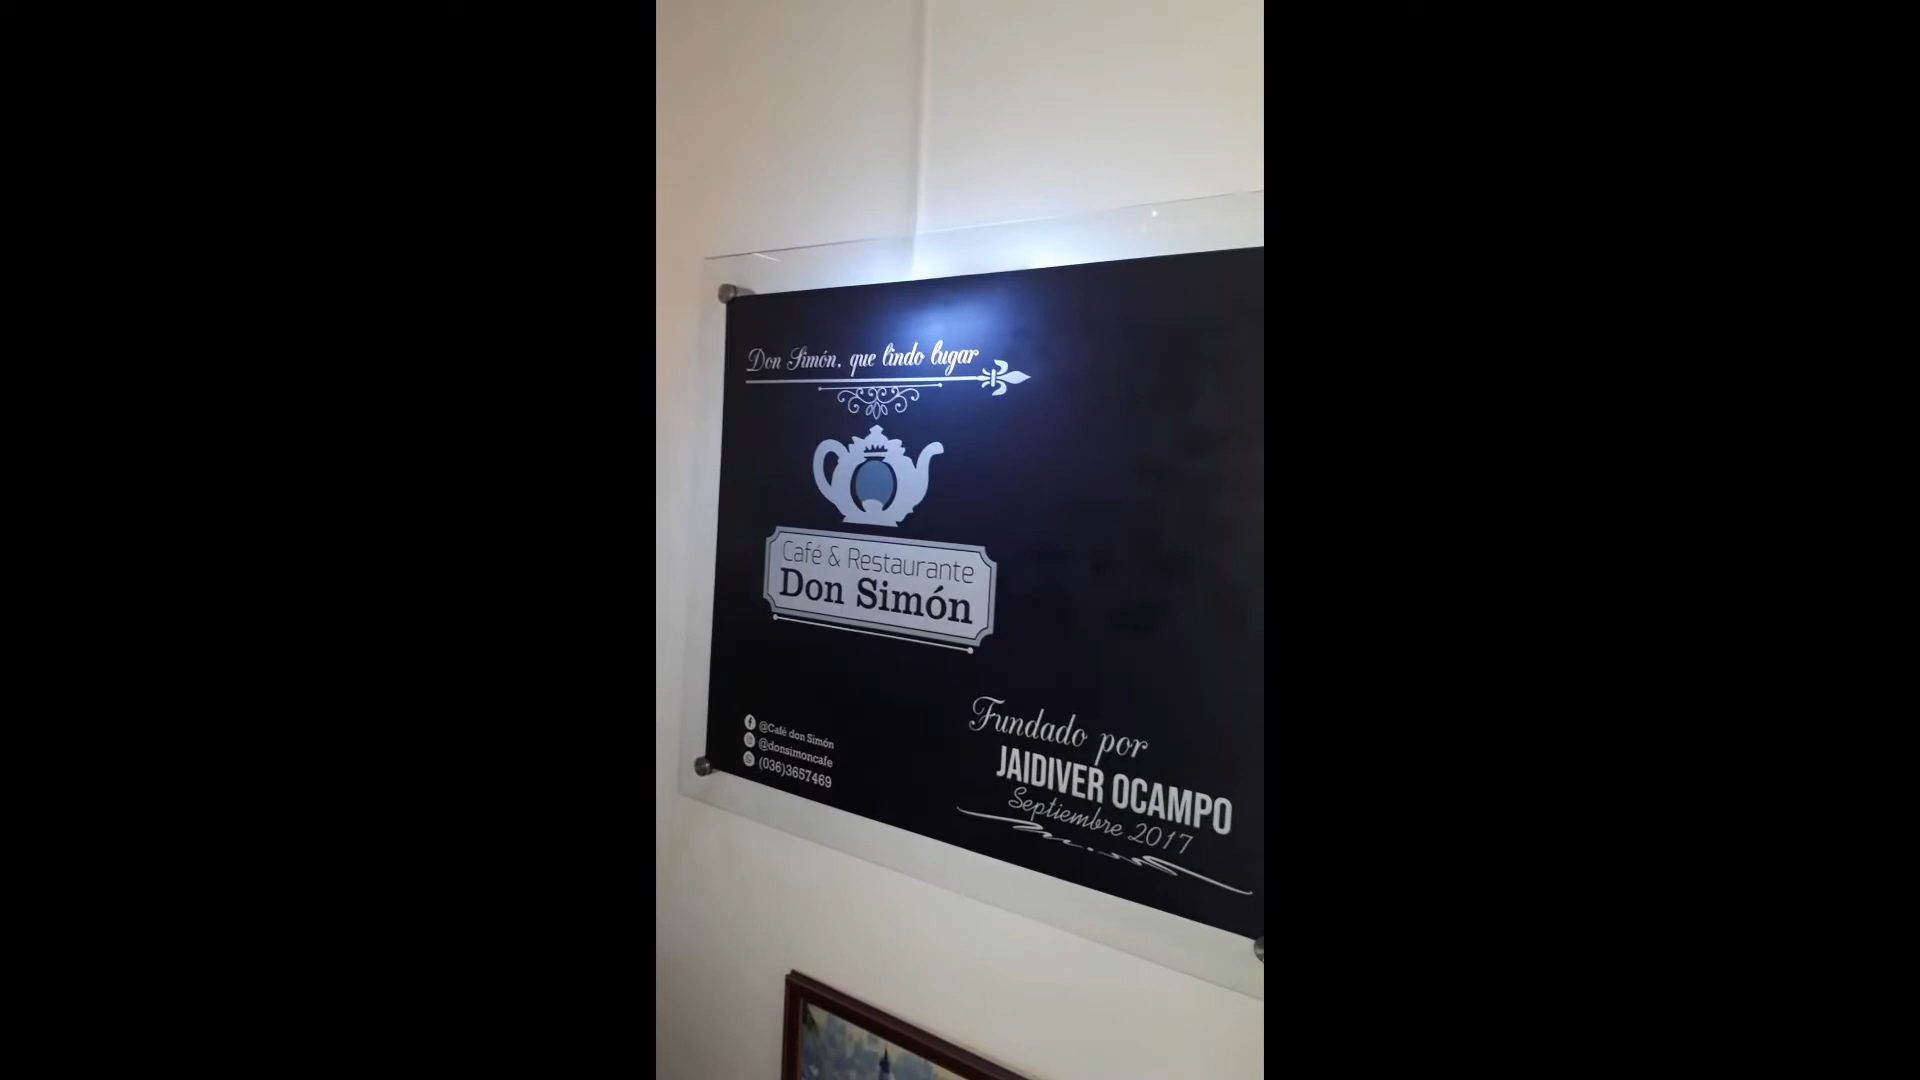 Don Simón, que lindo lugar
Café & Restaurante
Don Simón
@Café don Simón
@donsimoncafe
(036)3657469
Fundado por
JAIDIVER OCAMPO
Septiembre 2017